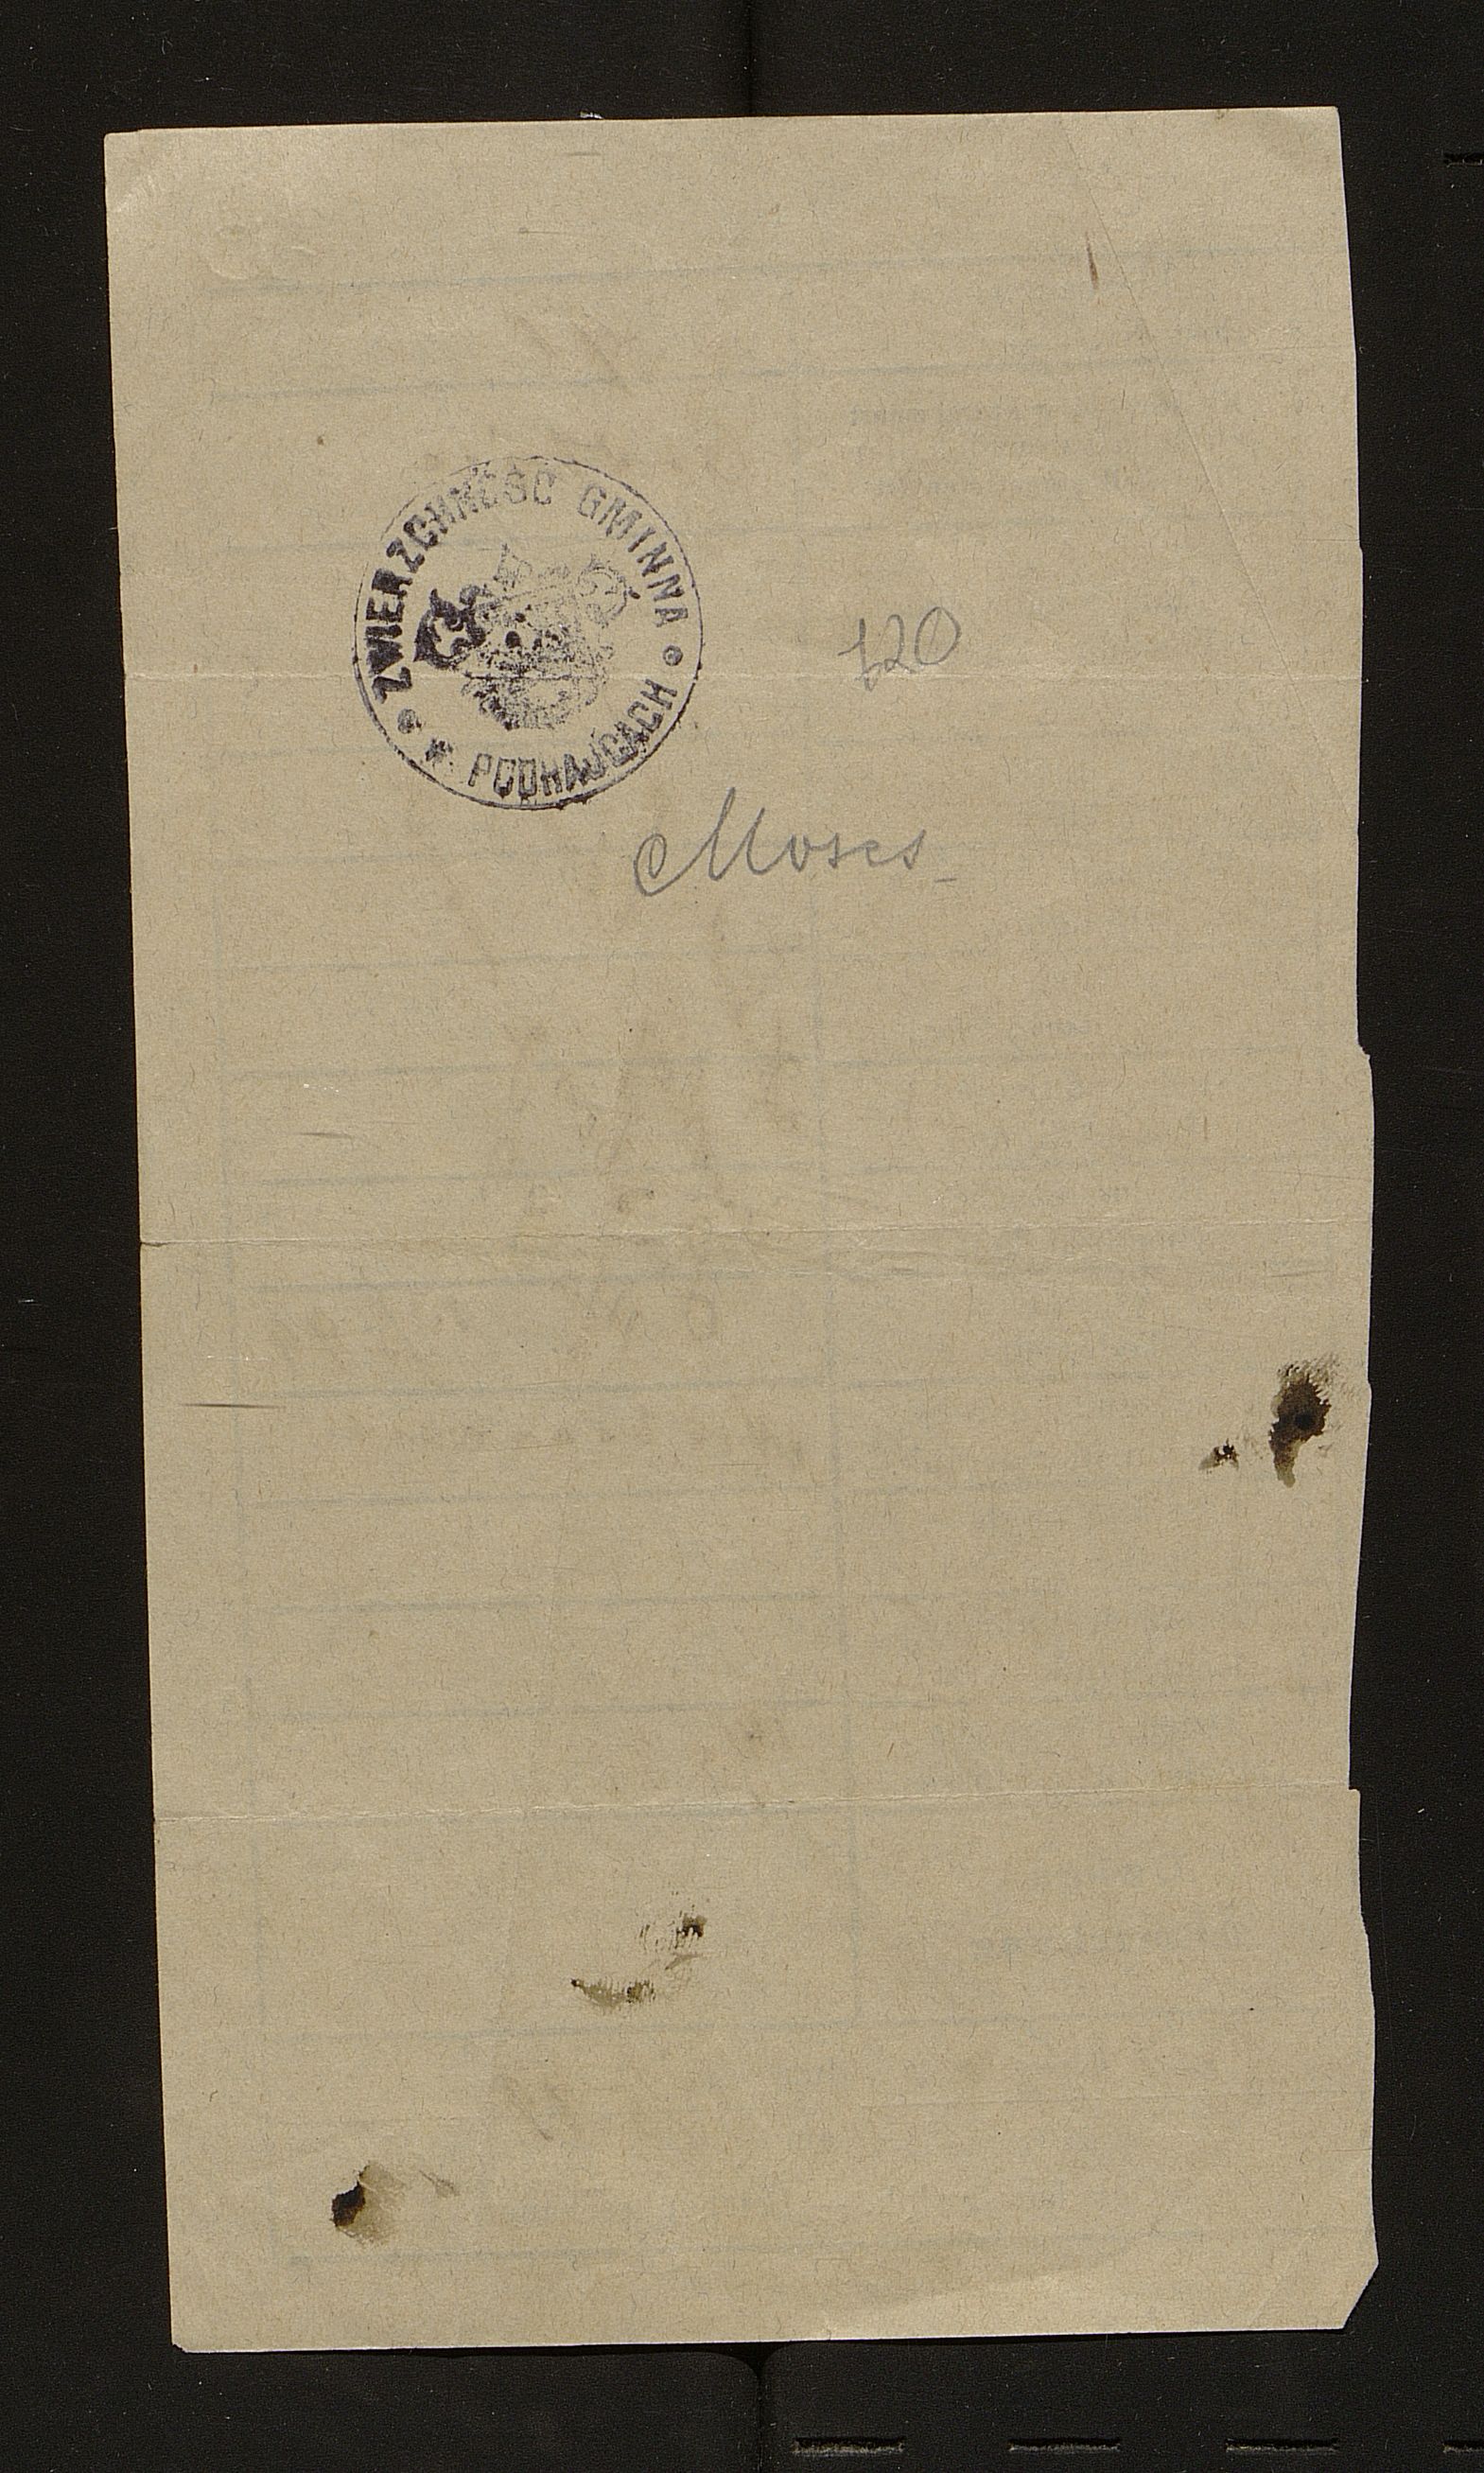 ZWIERZCHNOŚĆ GMINNA
W PODHAJCACH
120
Moses